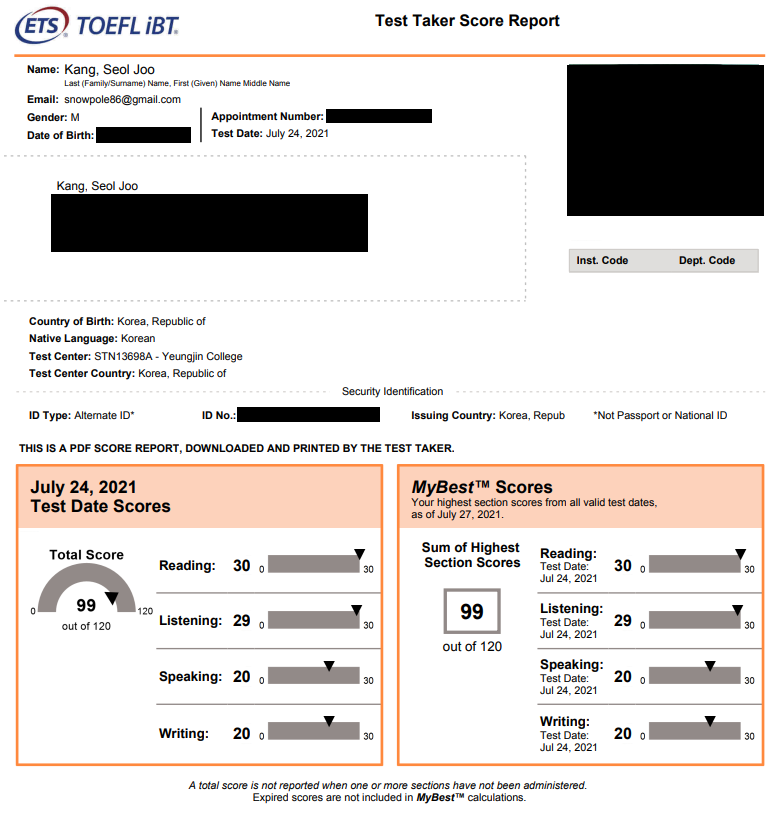 ETS® TOEFL iBT®
Test Taker Score Report
Name: Kang, Seol Joo
Last (Family/Surname) Name, First (Given) Name Middle Name
Email: snowpole86@gmail.com
Gender: M
Date of Birth:
Appointment Number:
Test Date: July 24, 2021
Kang, Seol Joo
Inst. Code Dept. Code
Country of Birth: Korea, Republic of
Native Language: Korean
Test Center: STN13698A - Yeungjin College
Test Center Country: Korea, Republic of
Security Identification
ID Type: Alternate ID* ID No.: Issuing Country: Korea, Repub *Not Passport or National ID
THIS IS A PDF SCORE REPORT, DOWNLOADED AND PRINTED BY THE TEST TAKER.
July 24, 2021
Test Date Scores
Total Score
0 99 120
out of 120
Reading: 30 0 30
Listening: 29 0 30
Speaking: 20 0 30
Writing: 20 0 30
MyBest™ Scores
Your highest section scores from all valid test dates,
as of July 27, 2021.
Sum of Highest
Section Scores
99
out of 120
Reading: 30 0 30
Test Date:
Jul 24, 2021
Listening: 29 0 30
Test Date:
Jul 24, 2021
Speaking: 20 0 30
Test Date:
Jul 24, 2021
Writing: 20 0 30
Test Date:
Jul 24, 2021
A total score is not reported when one or more sections have not been administered.
Expired scores are not included in MyBest™ calculations.